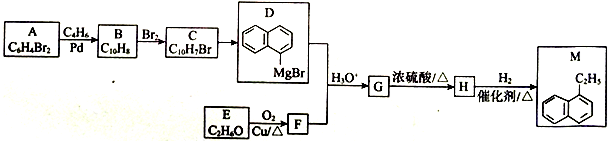 A
C₆H₄Br₂
C₄H₆
Pd
B
C₁₀H₈
Br₂
C
C₁₀H₇Br
D
MgBr
E
C₂H₆O
O₂
Cu/△
F
H₃O⁺
G
浓硫酸/△
H
H₂
催化剂/△
M
C₂H₅